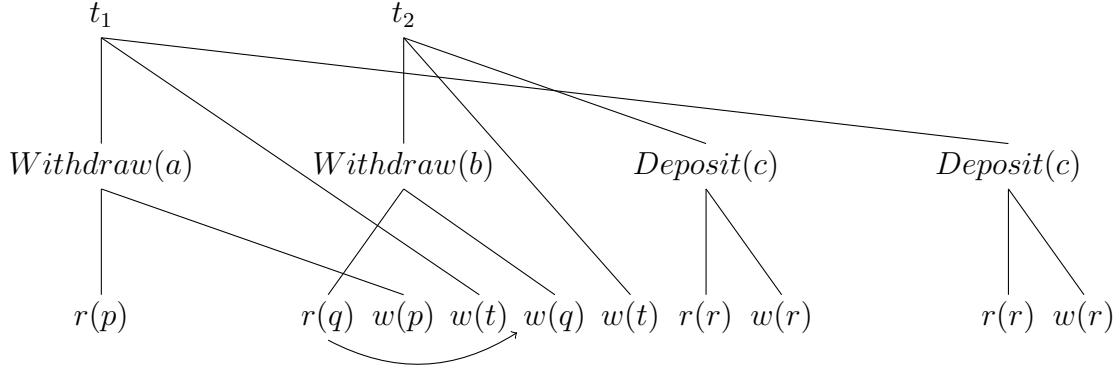 t₁ t₂
Withdraw(a) Withdraw(b) Deposit(c) Deposit(c)
r(p) r(q) w(p) w(t) w(q) w(t) r(r) w(r) r(r) w(r)